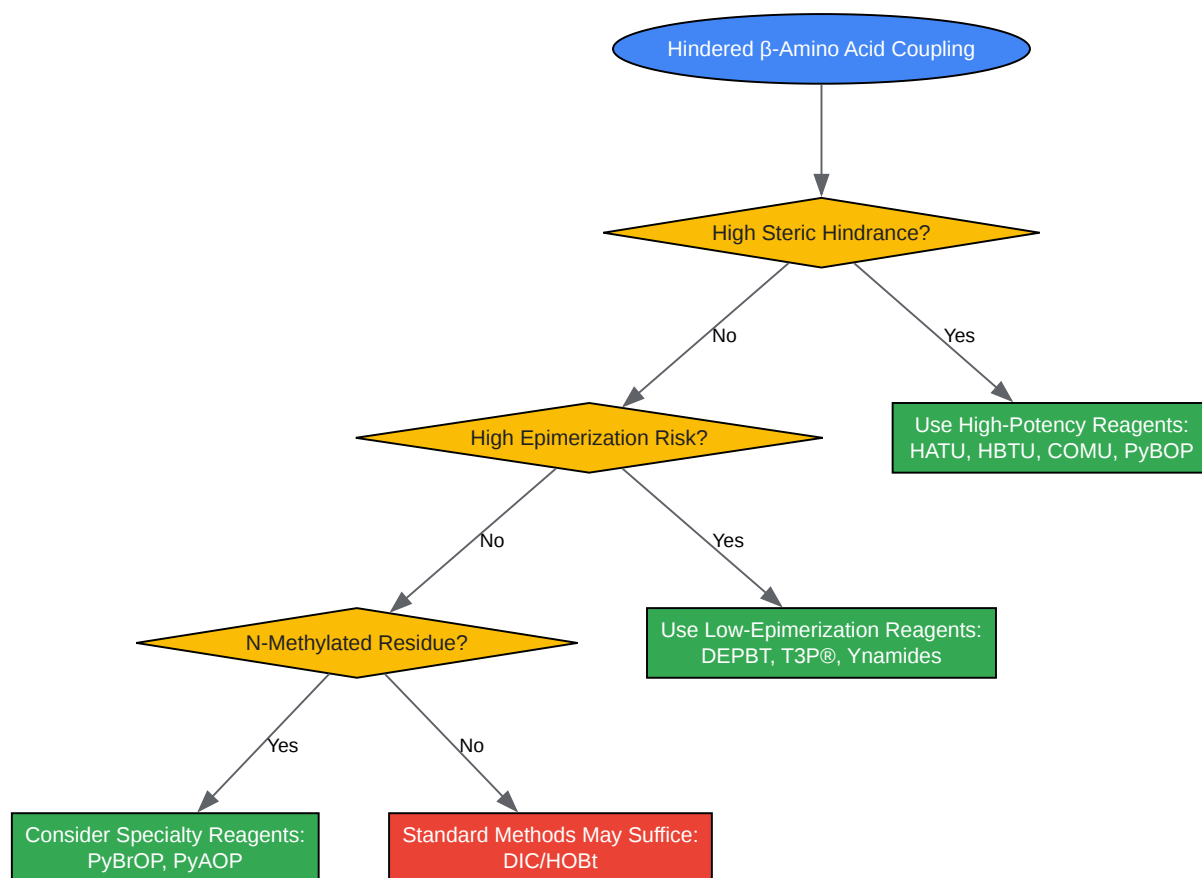 Hindered β-Amino Acid Coupling
High Steric Hindrance?
No
Yes
High Epimerization Risk?
Use High-Potency Reagents:
HATU, HBTU, COMU, PyBOP
No
Yes
N-Methylated Residue?
Use Low-Epimerization Reagents:
DEPBT, T3P®, Ynamides
Yes
No
Consider Specialty Reagents:
PyBrOP, PyAOP
Standard Methods May Suffice:
DIC/HOBt